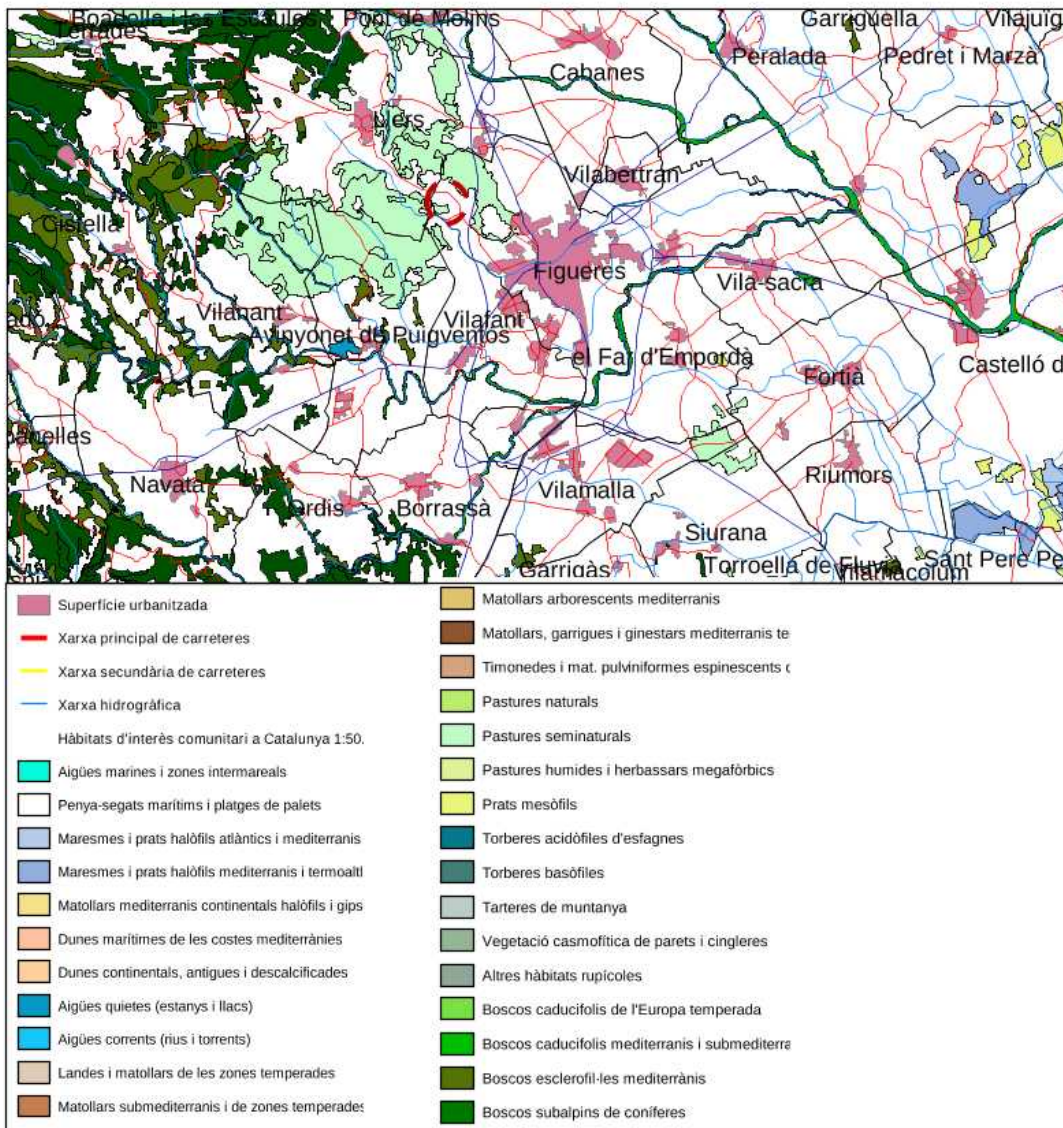 Boadella i les Escaules
Pont de Molins
Garriguella
Vilajuïg
Terrades
Cabanes
Peralada
Pedret i Marzà
Llers
Vilabertran
Cistella
Figueres
Vila-sacra
Vilanant
Avinyonet de Puigventós
Vilafant
el Far d'Empordà
Fortià
Castelló d
banelles
Navata
Ordis
Borrassà
Vilamalla
Riumors
Siurana
Garrigàs
Torroella de Fluvià
Vilamacolum
Sant Pere Pe
Superfície urbanitzada
Xarxa principal de carreteres
Xarxa secundària de carreteres
Xarxa hidrogràfica
Hàbitats d'interès comunitari a Catalunya 1:50.
Aigües marines i zones intermareals
Penya-segats marítims i platges de palets
Maresmes i prats halòfils atlàntics i mediterranis
Maresmes i prats halòfils mediterranis i termoatl
Matollars mediterranis continentals halòfils i gips
Dunes marítimes de les costes mediterrànies
Dunes continentals, antigues i descalcificades
Aigües quietes (estanys i llacs)
Aigües corrents (rius i torrents)
Landes i matollars de les zones temperades
Matollars submediterranis i de zones temperades
Matollars arborescents mediterranis
Matollars, garrigues i ginestars mediterranis te
Timonedes i mat. pulviniformes espinescents c
Pastures naturals
Pastures seminaturals
Pastures humides i herbassars megafòrbics
Prats mesòfils
Torberes acidòfiles d'esfagnes
Torberes basòfiles
Tarteres de muntanya
Vegetació casmofítica de parets i cingleres
Altres hàbitats rupícoles
Boscos caducifolis de l'Europa temperada
Boscos caducifolis mediterranis i submediterra
Boscos esclerofil·les mediterrànis
Boscos subalpins de coníferes